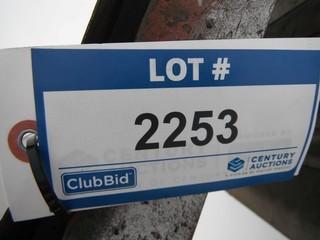 LOT #
2253
ClubBid
CENTURY
AUCTIONS